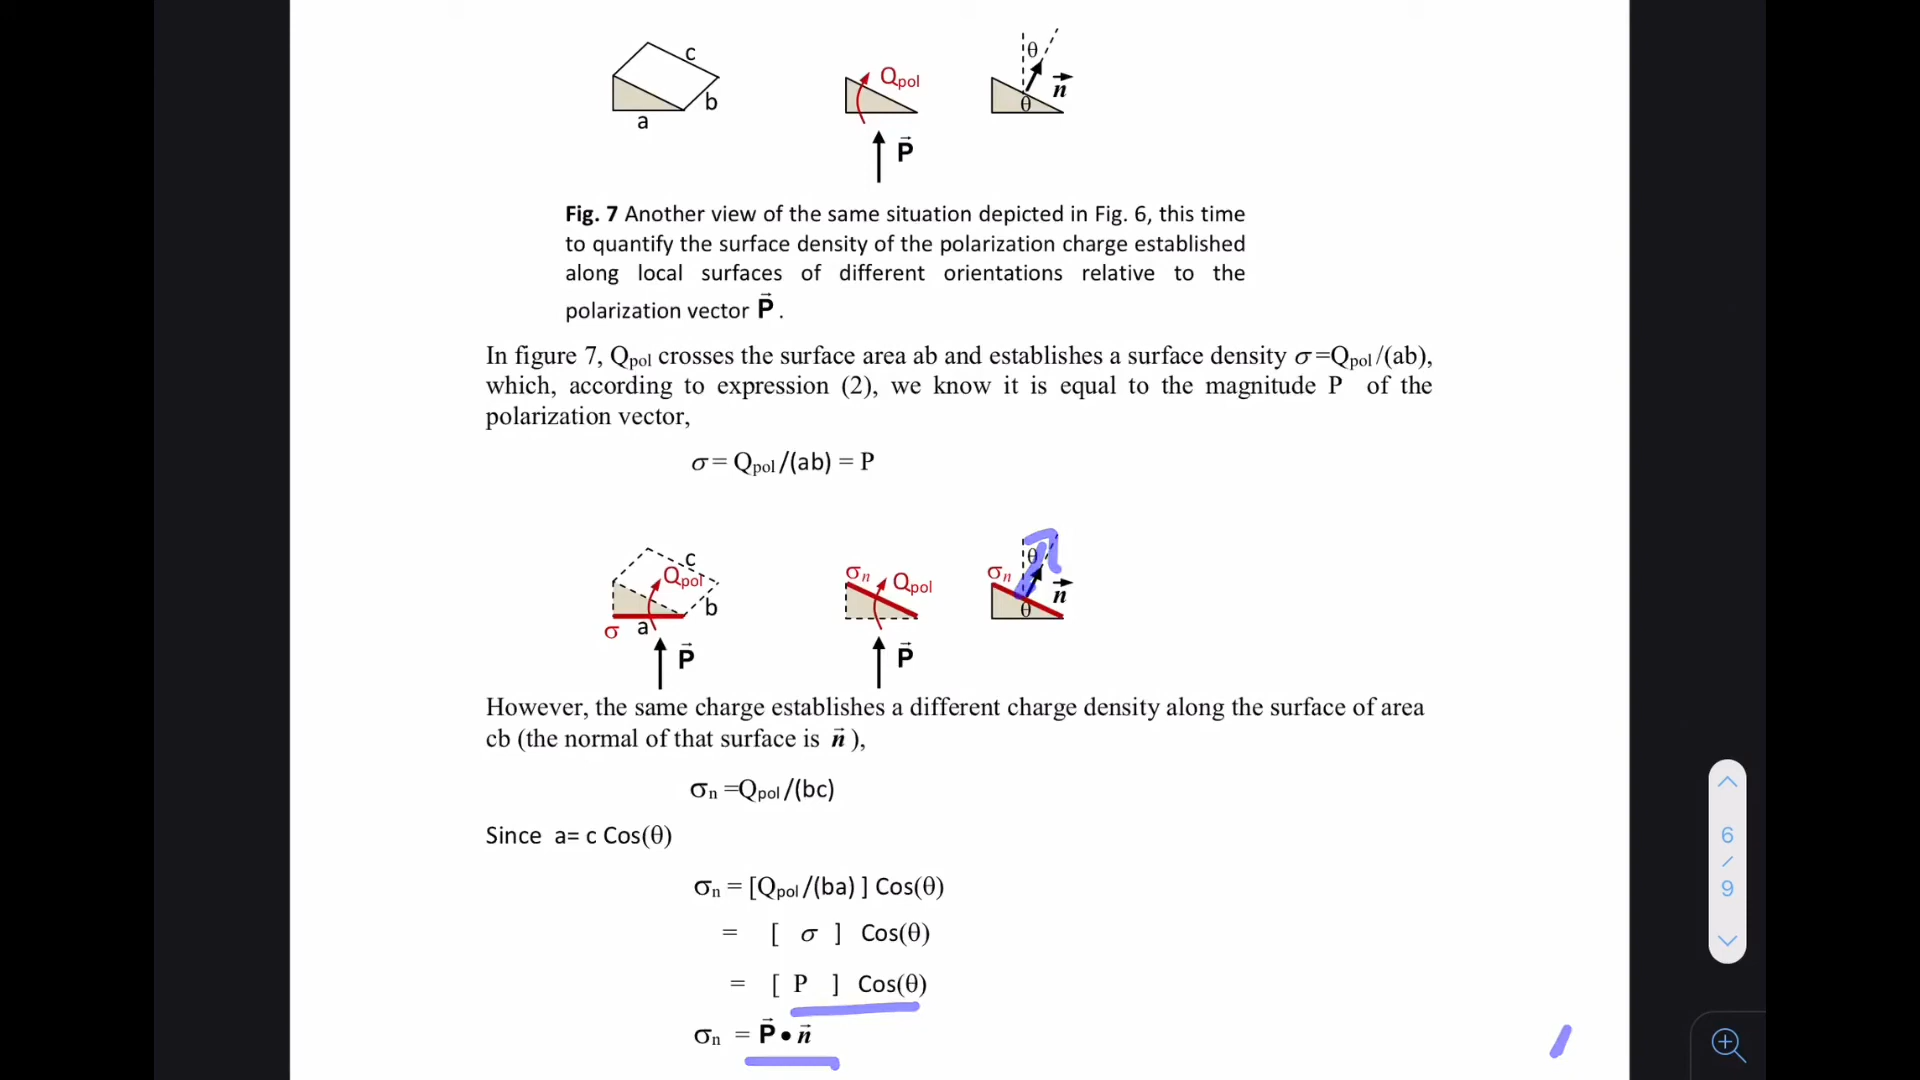 c
b
a
Qpol
P
θ
n
θ
Fig. 7 Another view of the same situation depicted in Fig. 6, this time
to quantify the surface density of the polarization charge established
along local surfaces of different orientations relative to the
polarization vector P .
In figure 7, Qpol crosses the surface area ab and establishes a surface density σ=Qpol/(ab),
which, according to expression (2), we know it is equal to the magnitude P of the
polarization vector,
σ= Qpol/(ab) = P
c
Qpol
b
σ a
P
σn Qpol
P
θ
σn
n
θ
However, the same charge establishes a different charge density along the surface of area
cb (the normal of that surface is n ),
σn =Qpol/(bc)
Since a= c Cos(θ)
σn = [Qpol/(ba) ] Cos(θ)
= [ σ ] Cos(θ)
= [ P ] Cos(θ)
σn = P • n
6
/
9